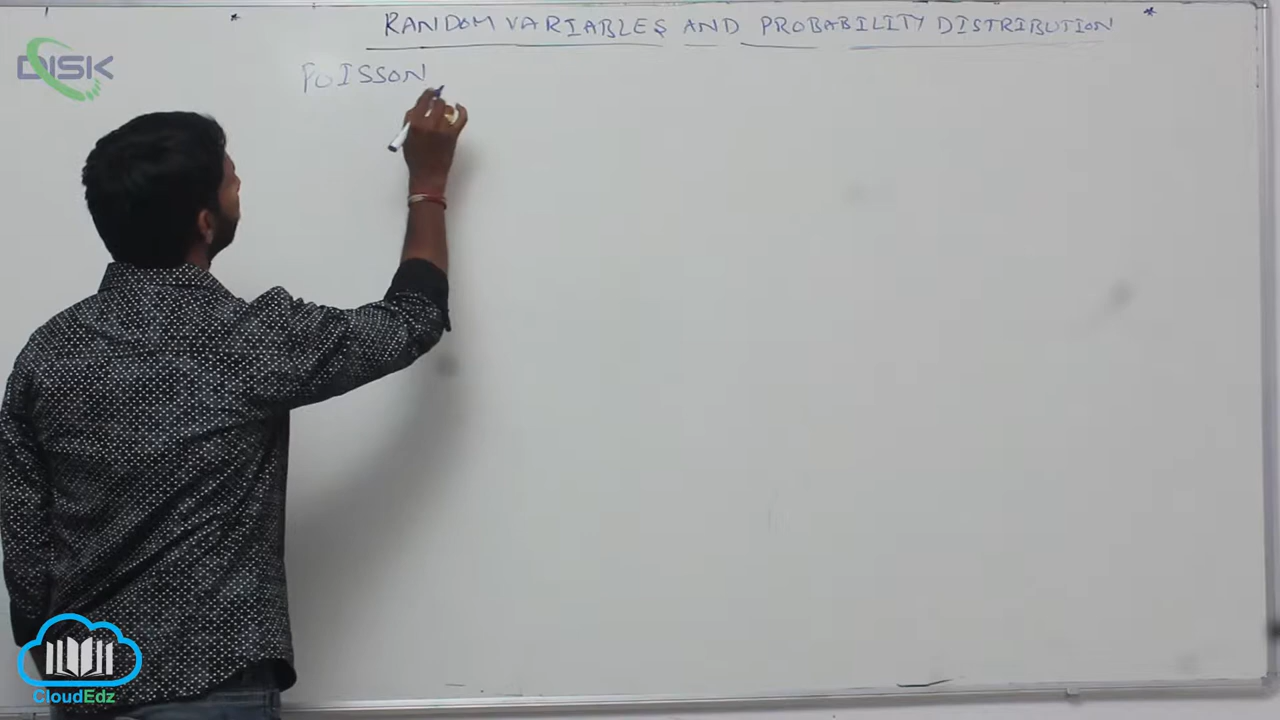 * RANDOM VARIABLES AND PROBABILITY DISTRIBUTION *
DISK
POISSON
CloudEdz